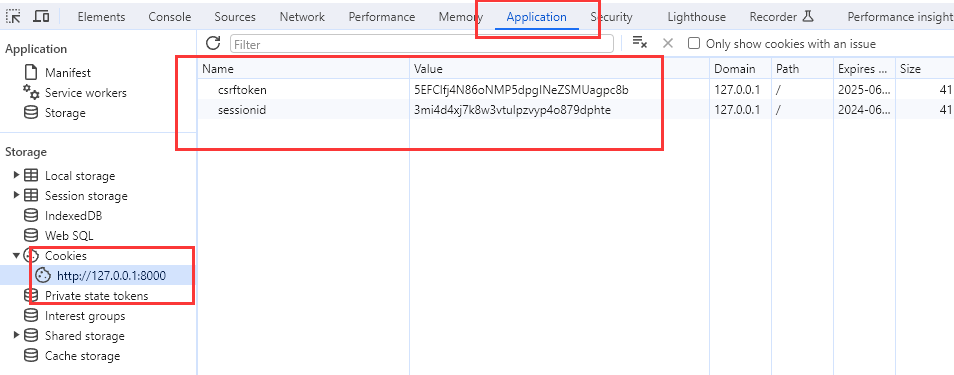 Elements Console Sources Network Performance Memory Application Security Lighthouse Recorder Performance insight
Application
Manifest
Service workers
Storage
Storage
Local storage
Session storage
IndexedDB
Web SQL
Cookies
http://127.0.0.1:8000
Private state tokens
Interest groups
Shared storage
Cache storage
Filter Only show cookies with an issue
Name Value Domain Path Expires ... Size
csrftoken 5EFClfj4N86oNMP5dpgINeZSMUagpc8b 127.0.0.1 / 2025-06... 41
sessionid 3mi4d4xj7k8w3vtulpzvyp4o879dphte 127.0.0.1 / 2024-06... 41